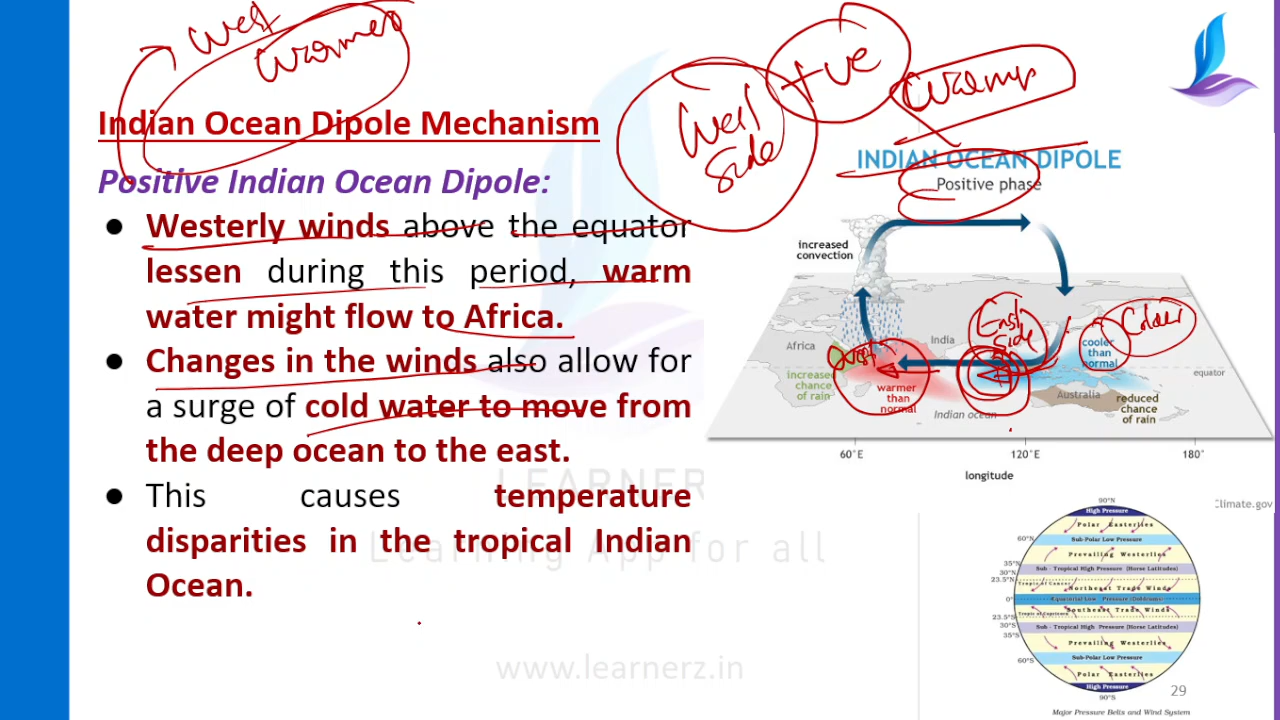 West
warmer
West
side
+ve
warmer
Indian Ocean Dipole Mechanism
Positive Indian Ocean Dipole:
● Westerly winds above the equator
lessen during this period, warm
water might flow to Africa.
● Changes in the winds also allow for
a surge of cold water to move from
the deep ocean to the east.
● This causes temperature
disparities in the tropical Indian
Ocean.
INDIAN OCEAN DIPOLE
Positive phase
increased
convection
Africa
India
East
Side
Colder
cooler
than
normal
West
increased
chance
of rain
warmer
than
normal
Indian ocean
Australia
reduced
chance
of rain
equator
60°E
120°E
180°
longitude
Climate.gov
LEARNERZ
Learning App for all
www.learnerz.in
90°N
High Pressure
Polar Easterlies
60°N
Sub-Polar Low Pressure
Prevailing Westerlies
35°N
Sub - Tropical High Pressure (Horse Latitudes)
30°N
23.5°N
Tropic of Cancer
Northeast Trade Winds
0°
Equatorial Low - Pressure (Doldrums)
Southeast Trade Winds
23.5°S
Tropic of Capricorn
30°S
Sub - Tropical High Pressure (Horse Latitudes)
35°S
Prevailing Westerlies
60°S
Sub-Polar Low Pressure
Polar Easterlies
High Pressure
90°S
29
Major Pressure Belts and Wind System